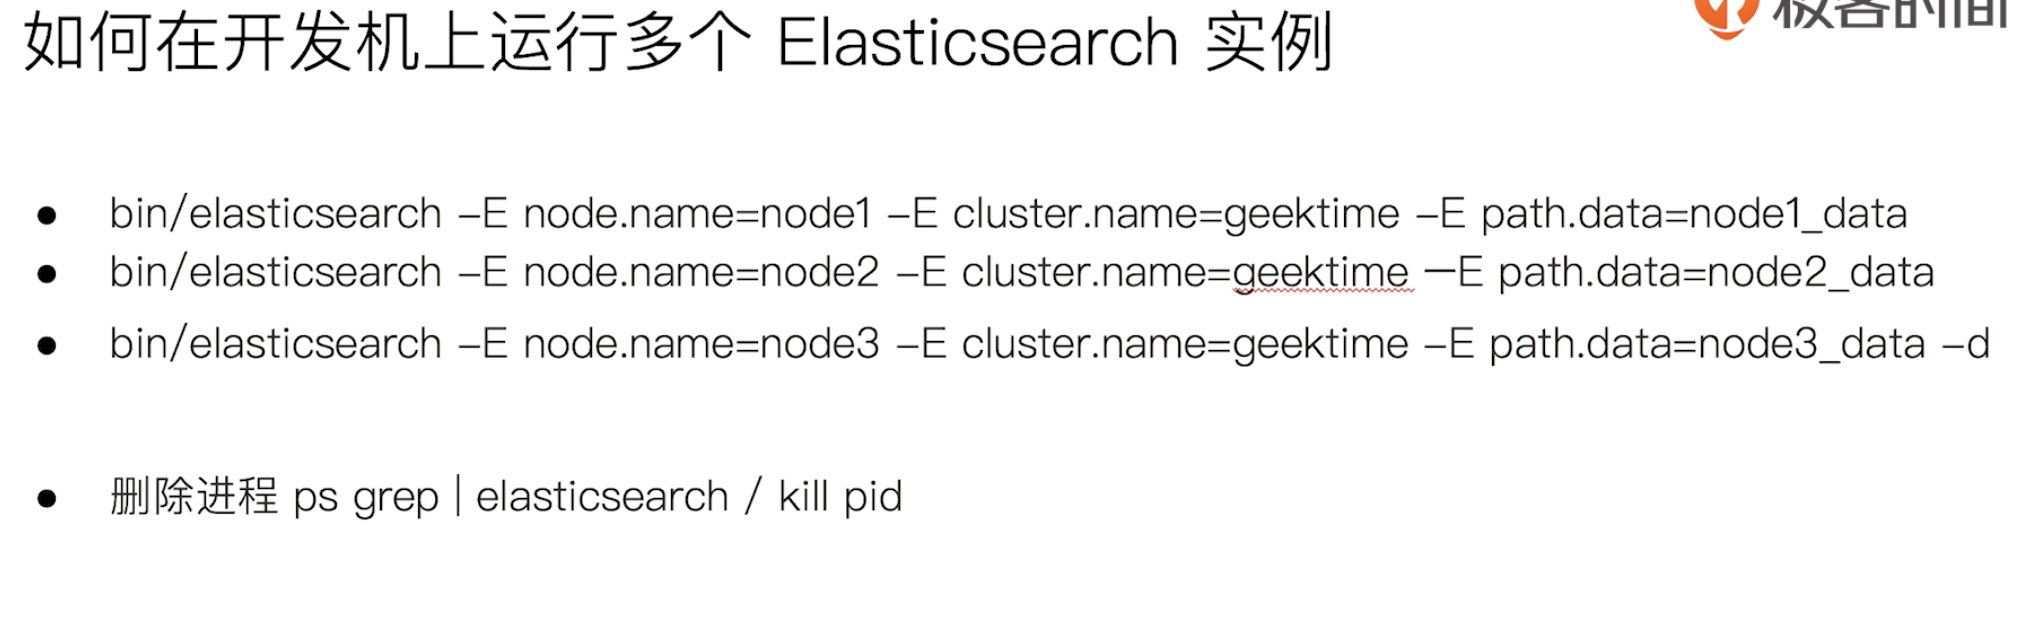 如何在开发机上运行多个 Elasticsearch 实例
极客时间
● bin/elasticsearch –E node.name=node1 –E cluster.name=geektime –E path.data=node1_data
● bin/elasticsearch –E node.name=node2 –E cluster.name=geektime —E path.data=node2_data
● bin/elasticsearch –E node.name=node3 –E cluster.name=geektime –E path.data=node3_data –d
● 删除进程 ps grep | elasticsearch / kill pid